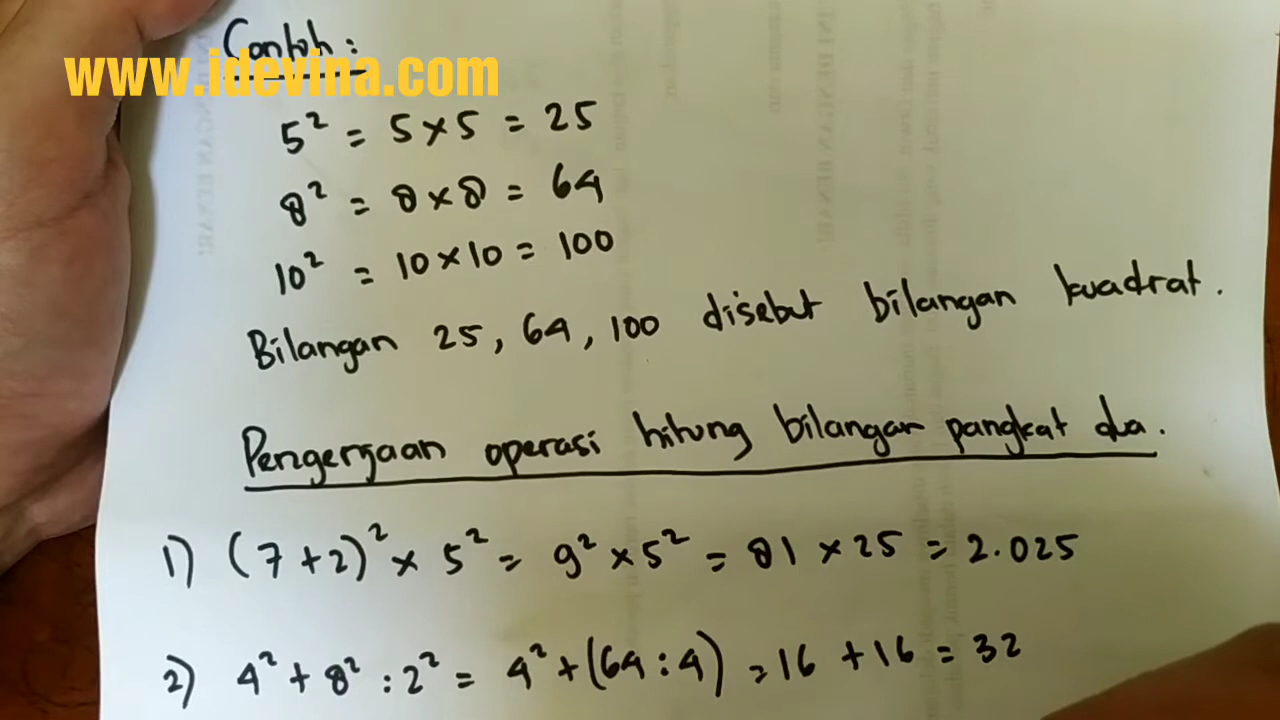 Contoh :
www.idevina.com
5² = 5 × 5 = 25
8² = 8 × 8 = 64
10² = 10 × 10 = 100
Bilangan 25, 64, 100 disebut bilangan kuadrat.
Pengerjaan operasi hitung bilangan pangkat dua.
1) (7 + 2)² × 5² = 9² × 5² = 81 × 25 = 2.025
2) 4² + 8² : 2² = 4² + (64 : 4) = 16 + 16 = 32